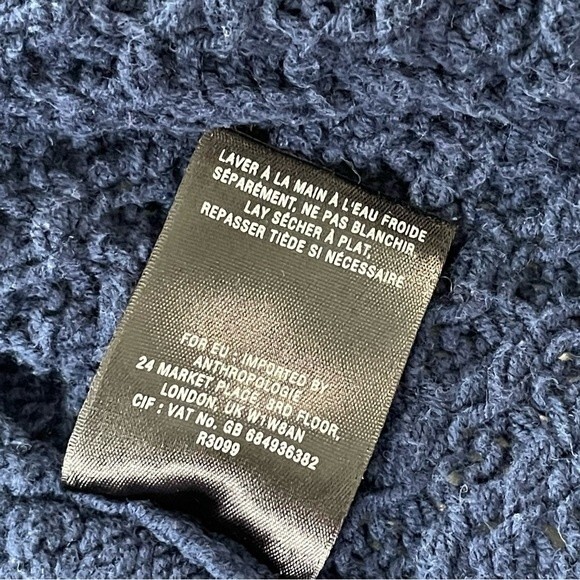 LAVER À LA MAIN À L'EAU FROIDE
SÉPARÉMENT, NE PAS BLANCHIR
LAY SÉCHER À PLAT,
REPASSER TIÈDE SI NÉCESSAIRE
FOR EU - IMPORTED BY
ANTHROPOLOGIE
24 MARKET PLACE, 3RD FLOOR,
LONDON, UK W1W8AN
CIF : VAT No. GB 684936382
R3099